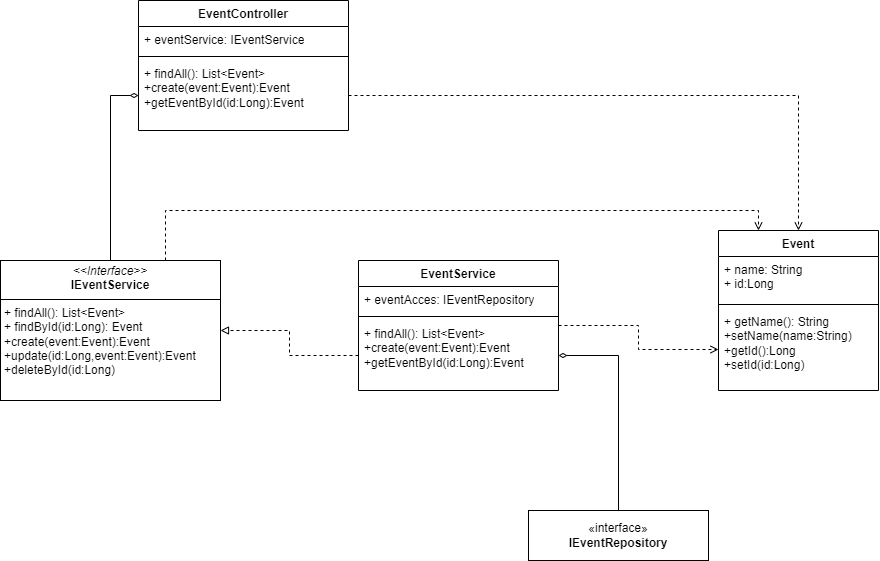 EventController
+ eventService: IEventService
+ findAll(): List<Event>
+create(event:Event):Event
+getEventById(id:Long):Event
<<Interface>>
IEventService
+ findAll(): List<Event>
+ findById(id:Long): Event
+create(event:Event):Event
+update(id:Long,event:Event):Event
+deleteById(id:Long)
EventService
+ eventAcces: IEventRepository
+ findAll(): List<Event>
+create(event:Event):Event
+getEventById(id:Long):Event
Event
+ name: String
+ id:Long
+ getName(): String
+setName(name:String)
+getId():Long
+setId(id:Long)
«interface»
IEventRepository